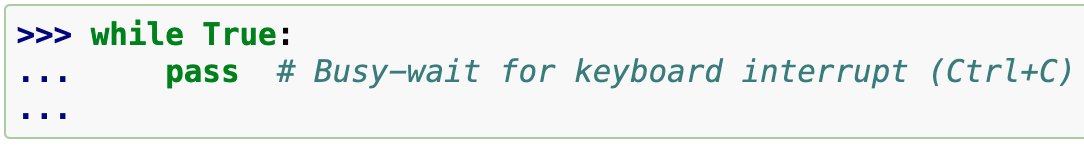 >>> while True:
...     pass  # Busy-wait for keyboard interrupt (Ctrl+C)
...